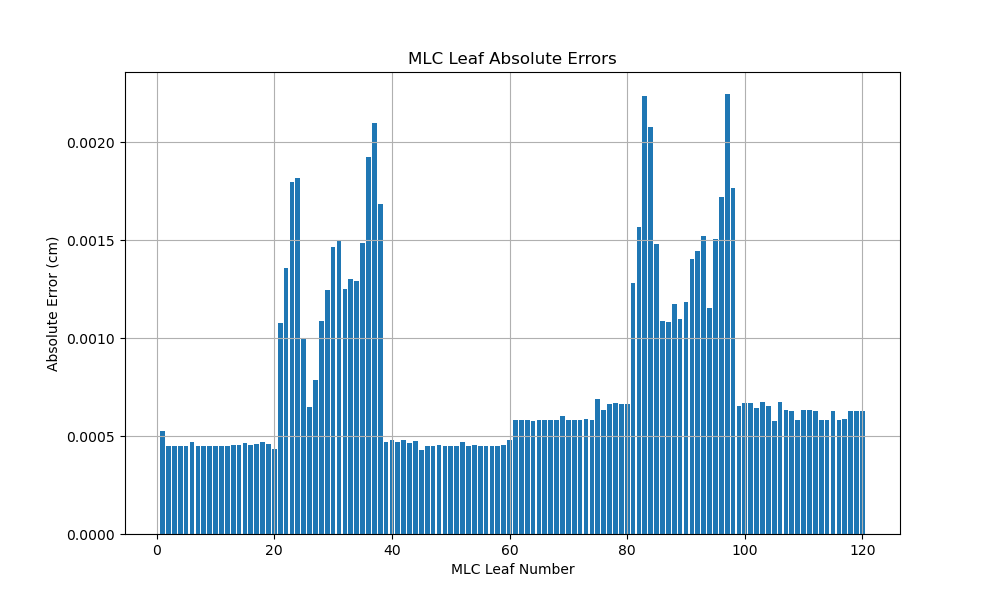 MLC Leaf Absolute Errors
Absolute Error (cm)
0.0020
0.0015
0.0010
0.0005
0.0000
0 20 40 60 80 100 120
MLC Leaf Number